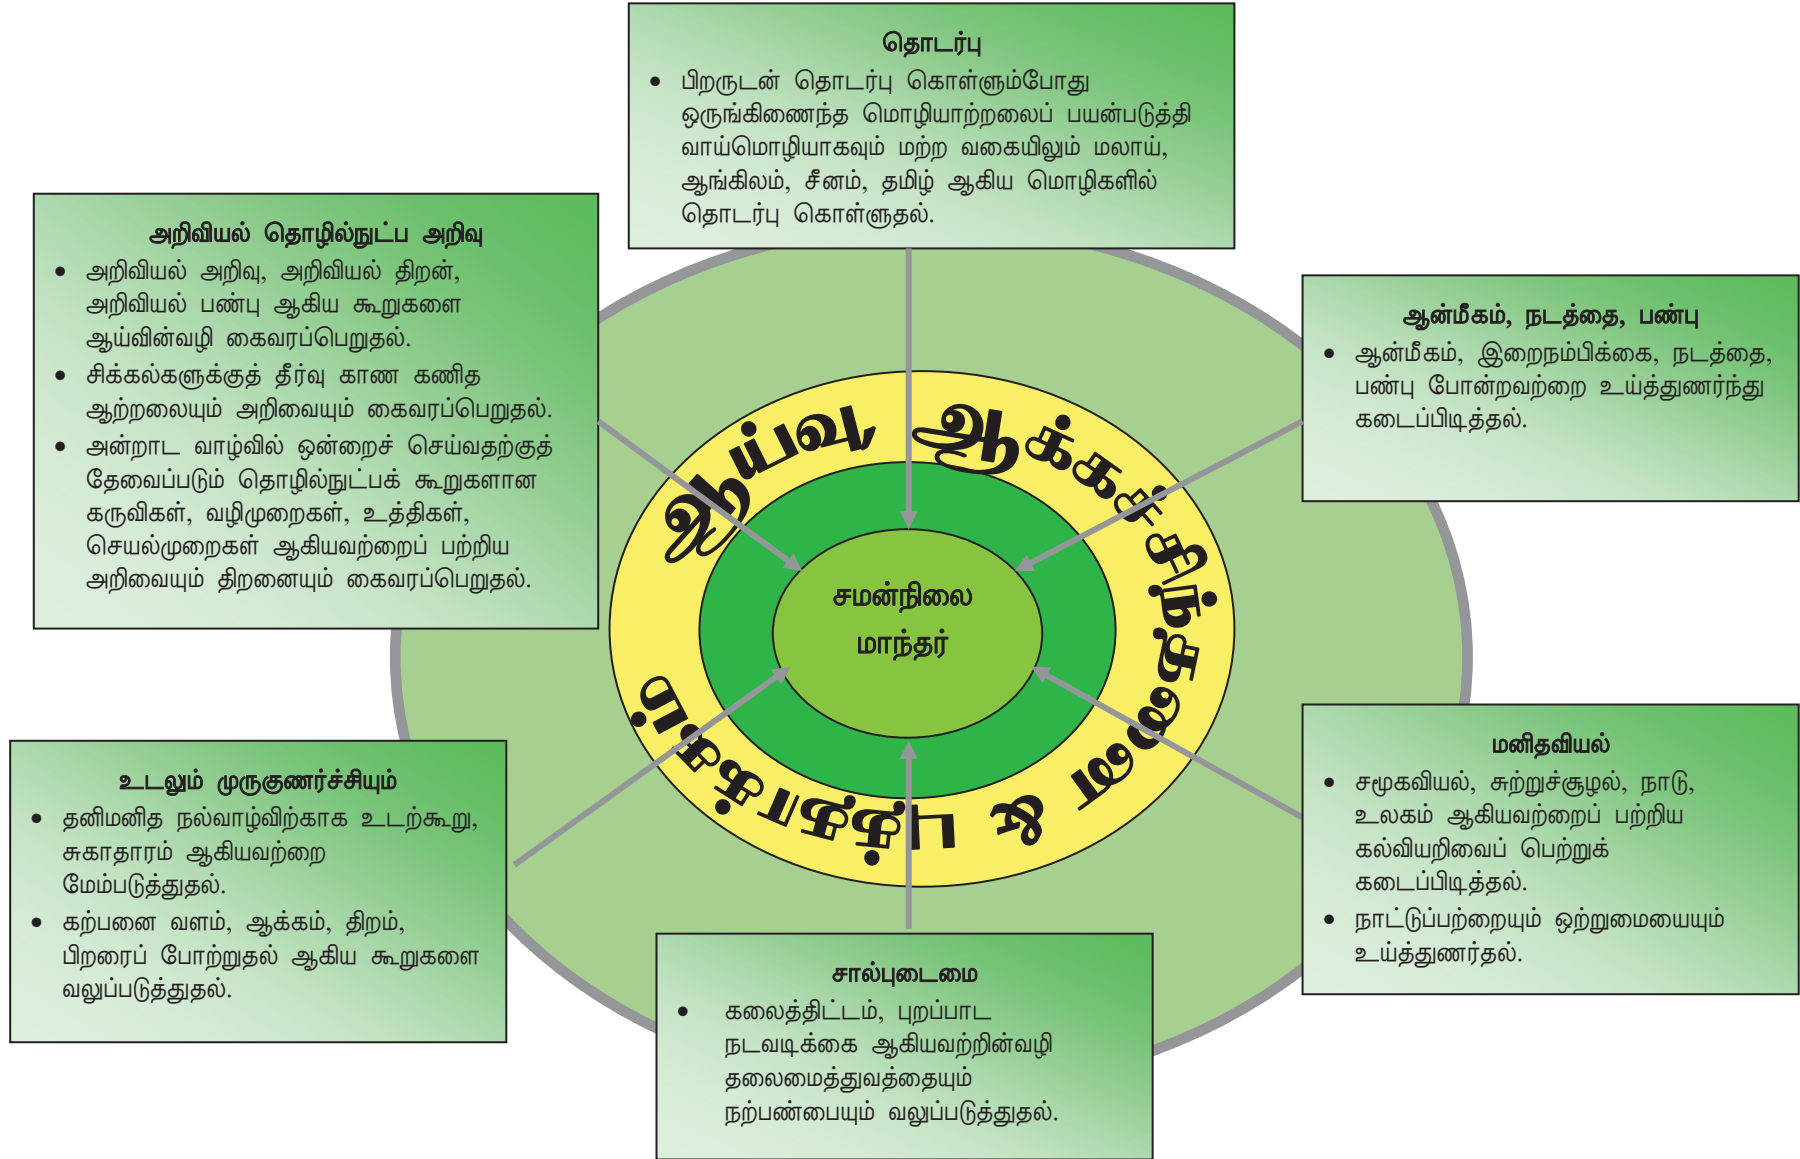 தொடர்பு
• பிறருடன் தொடர்பு கொள்ளும்போது
ஒருங்கிணைந்த மொழியாற்றலைப் பயன்படுத்தி
வாய்மொழியாகவும் மற்ற வகையிலும் மலாய்,
ஆங்கிலம், சீனம், தமிழ் ஆகிய மொழிகளில்
தொடர்பு கொள்ளுதல்.
அறிவியல் தொழில்நுட்ப அறிவு
• அறிவியல் அறிவு, அறிவியல் திறன்,
அறிவியல் பண்பு ஆகிய கூறுகளை
ஆய்வின்வழி கைவரப்பெறுதல்.
• சிக்கல்களுக்குத் தீர்வு காண கணித
ஆற்றலையும் அறிவையும் கைவரப்பெறுதல்.
• அன்றாட வாழ்வில் ஒன்றைச் செய்வதற்குத்
தேவைப்படும் தொழில்நுட்பக் கூறுகளான
கருவிகள், வழிமுறைகள், உத்திகள்,
செயல்முறைகள் ஆகியவற்றைப் பற்றிய
அறிவையும் திறனையும் கைவரப்பெறுதல்.
ஆன்மீகம், நடத்தை, பண்பு
• ஆன்மீகம், இறைநம்பிக்கை, நடத்தை,
பண்பு போன்றவற்றை உய்த்துணர்ந்து
கடைப்பிடித்தல்.
ஆய்வு, ஆக்கச்சிந்தனை & புத்தாக்கப்
சமன்நிலை
மாந்தர்
உடலும் முருகுணர்ச்சியும்
• தனிமனித நல்வாழ்விற்காக உடற்கூறு,
சுகாதாரம் ஆகியவற்றை
மேம்படுத்துதல்.
• கற்பனை வளம், ஆக்கம், திறம்,
பிறரைப் போற்றுதல் ஆகிய கூறுகளை
வலுப்படுத்துதல்.
மனிதவியல்
• சமூகவியல், சுற்றுச்சூழல், நாடு,
உலகம் ஆகியவற்றைப் பற்றிய
கல்வியறிவைப் பெற்றுக்
கடைப்பிடித்தல்.
• நாட்டுப்பற்றையும் ஒற்றுமையையும்
உய்த்துணர்தல்.
சால்புடைமை
• கலைத்திட்டம், புறப்பாட
நடவடிக்கை ஆகியவற்றின்வழி
தலைமைத்துவத்தையும்
நற்பண்பையும் வலுப்படுத்துதல்.